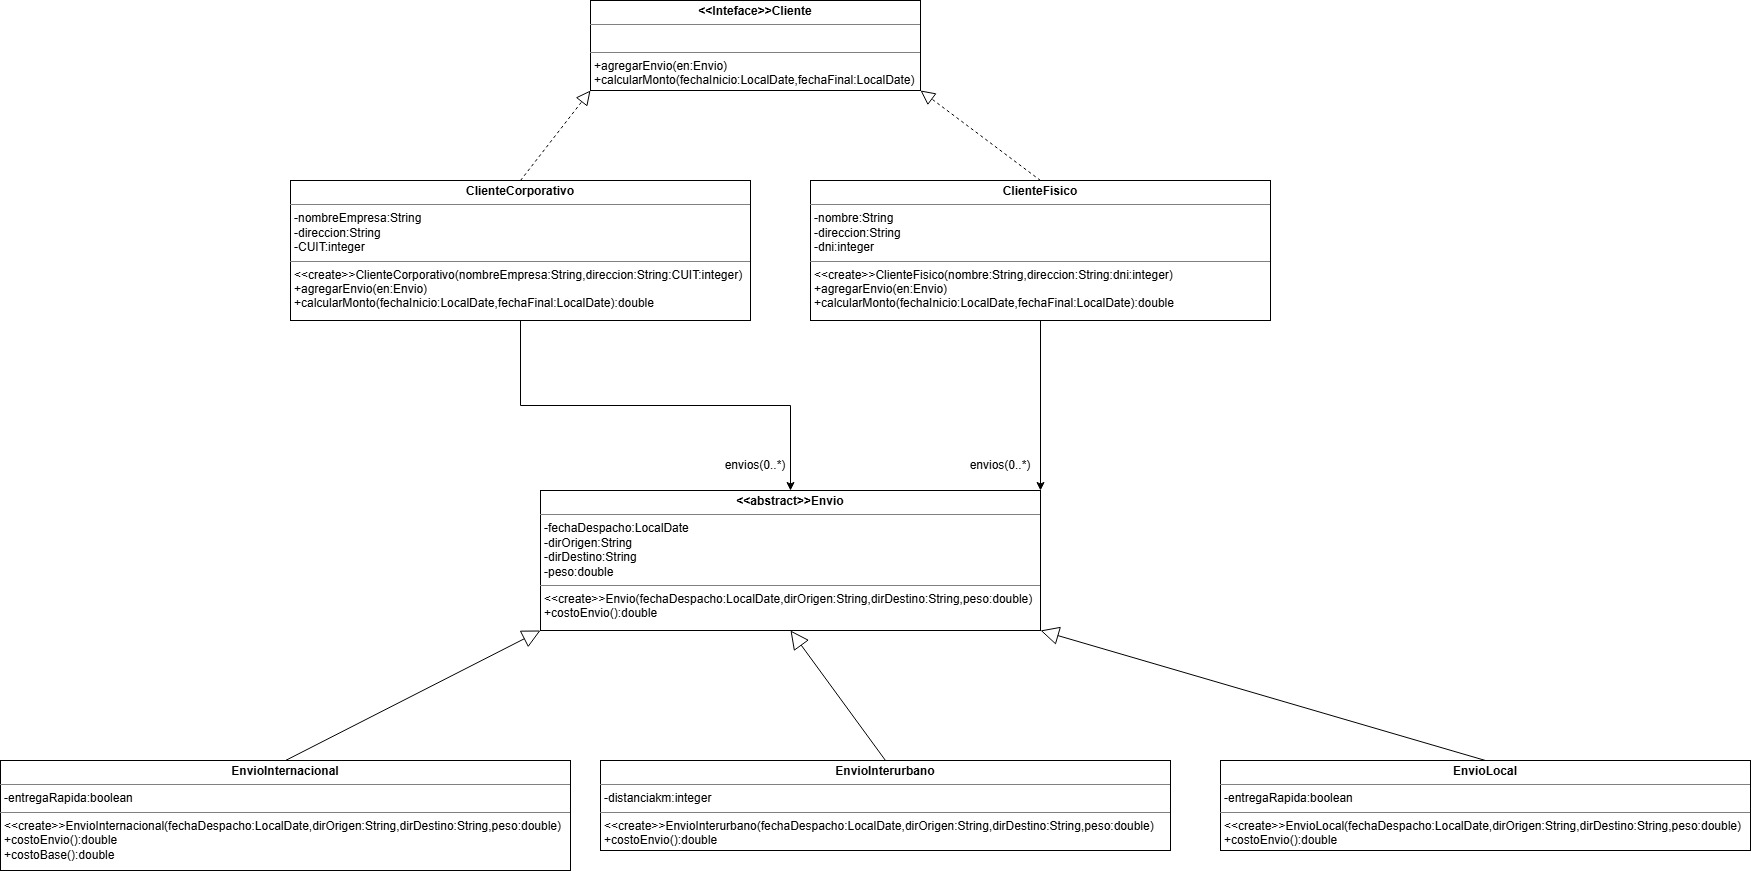 <<Inteface>>Cliente
+agregarEnvio(en:Envio)
+calcularMonto(fechaInicio:LocalDate,fechaFinal:LocalDate)
ClienteCorporativo
-nombreEmpresa:String
-direccion:String
-CUIT:integer
<<create>>ClienteCorporativo(nombreEmpresa:String,direccion:String:CUIT:integer)
+agregarEnvio(en:Envio)
+calcularMonto(fechaInicio:LocalDate,fechaFinal:LocalDate):double
ClienteFisico
-nombre:String
-direccion:String
-dni:integer
<<create>>ClienteFisico(nombre:String,direccion:String:dni:integer)
+agregarEnvio(en:Envio)
+calcularMonto(fechaInicio:LocalDate,fechaFinal:LocalDate):double
envios(0..*)
envios(0..*)
<<abstract>>Envio
-fechaDespacho:LocalDate
-dirOrigen:String
-dirDestino:String
-peso:double
<<create>>Envio(fechaDespacho:LocalDate,dirOrigen:String,dirDestino:String,peso:double)
+costoEnvio():double
EnvioInternacional
-entregaRapida:boolean
<<create>>EnvioInternacional(fechaDespacho:LocalDate,dirOrigen:String,dirDestino:String,peso:double)
+costoEnvio():double
+costoBase():double
EnvioInterurbano
-distanciakm:integer
<<create>>EnvioInterurbano(fechaDespacho:LocalDate,dirOrigen:String,dirDestino:String,peso:double)
+costoEnvio():double
EnvioLocal
-entregaRapida:boolean
<<create>>EnvioLocal(fechaDespacho:LocalDate,dirOrigen:String,dirDestino:String,peso:double)
+costoEnvio():double